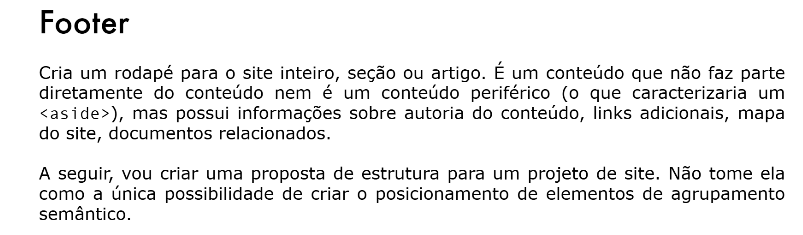 Footer
Cria um rodapé para o site inteiro, seção ou artigo. É um conteúdo que não faz parte
diretamente do conteúdo nem é um conteúdo periférico (o que caracterizaria um
<aside>), mas possui informações sobre autoria do conteúdo, links adicionais, mapa
do site, documentos relacionados.
A seguir, vou criar uma proposta de estrutura para um projeto de site. Não tome ela
como a única possibilidade de criar o posicionamento de elementos de agrupamento
semântico.